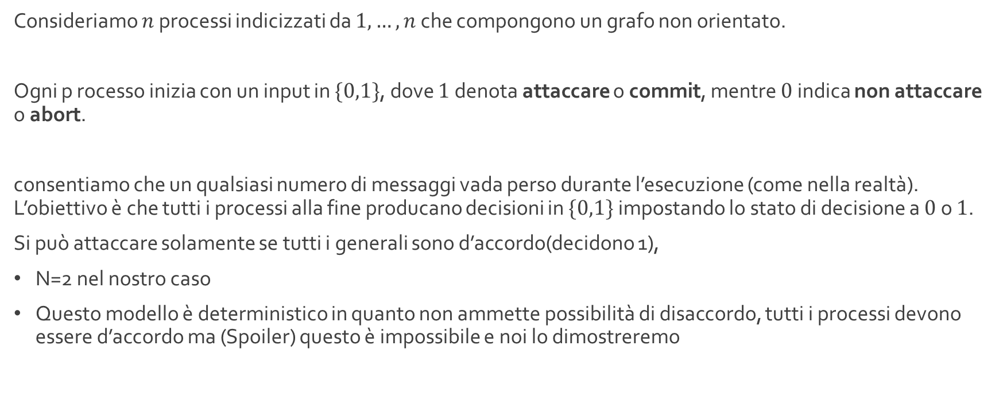 Consideriamo n processi indicizzati da 1, … , n che compongono un grafo non orientato.
Ogni p rocesso inizia con un input in {0,1}, dove 1 denota attaccare o commit, mentre 0 indica non attaccare
o abort.
consentiamo che un qualsiasi numero di messaggi vada perso durante l’esecuzione (come nella realtà).
L’obiettivo è che tutti i processi alla fine producano decisioni in {0,1} impostando lo stato di decisione a 0 o 1.
Si può attaccare solamente se tutti i generali sono d’accordo(decidono 1),
• N=2 nel nostro caso
• Questo modello è deterministico in quanto non ammette possibilità di disaccordo, tutti i processi devono
essere d’accordo ma (Spoiler) questo è impossibile e noi lo dimostreremo